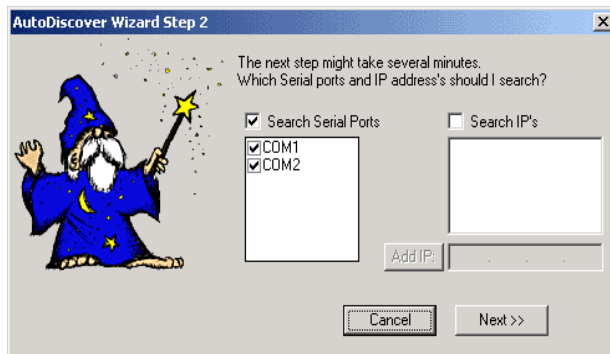 AutoDiscover Wizard Step 2
The next step might take several minutes.
Which Serial ports and IP address's should I search?
Search Serial Ports
Search IP's
COM1
COM2
Add IP:
. . .
Cancel
Next >>